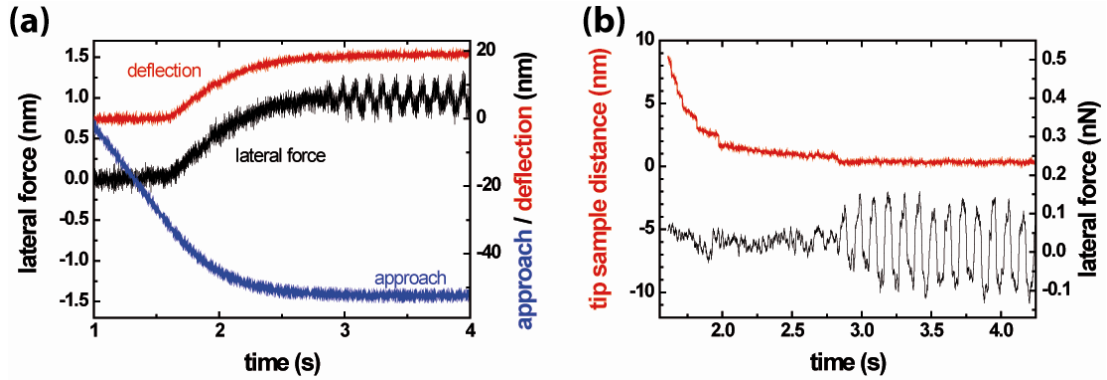 (a)
lateral force (nm)
1.5
1.0
0.5
0.0
-0.5
-1.0
-1.5
deflection
lateral force
approach
20
0
-20
-40
approach / deflection (nm)
1
2
3
4
time (s)
(b)
tip sample distance (nm)
10
5
0
-5
-10
0.5
0.4
0.3
0.2
0.1
0.0
-0.1
lateral force (nN)
2.0
2.5
3.0
3.5
4.0
time (s)